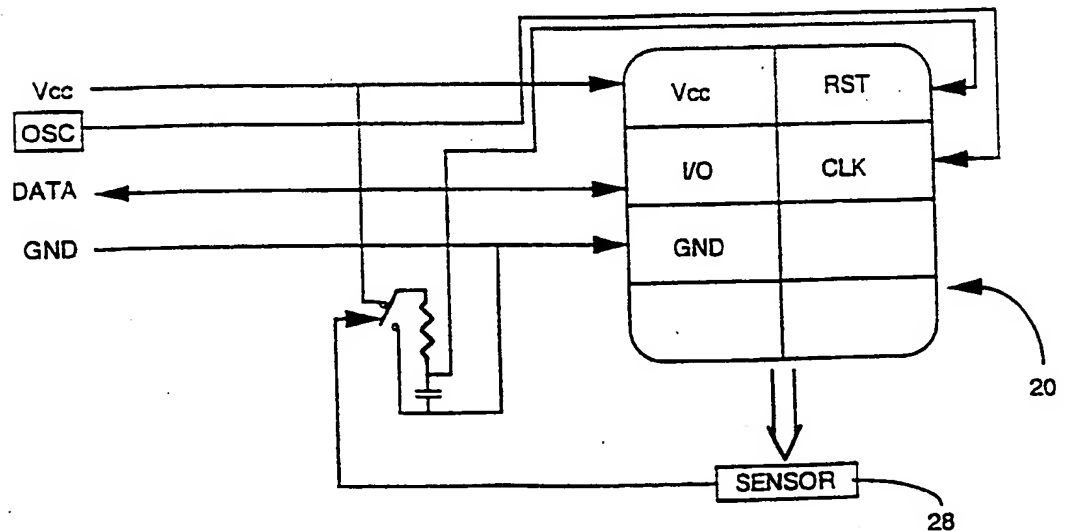 Vcc
OSC
DATA
GND
Vcc
RST
I/O
CLK
GND
20
SENSOR
28